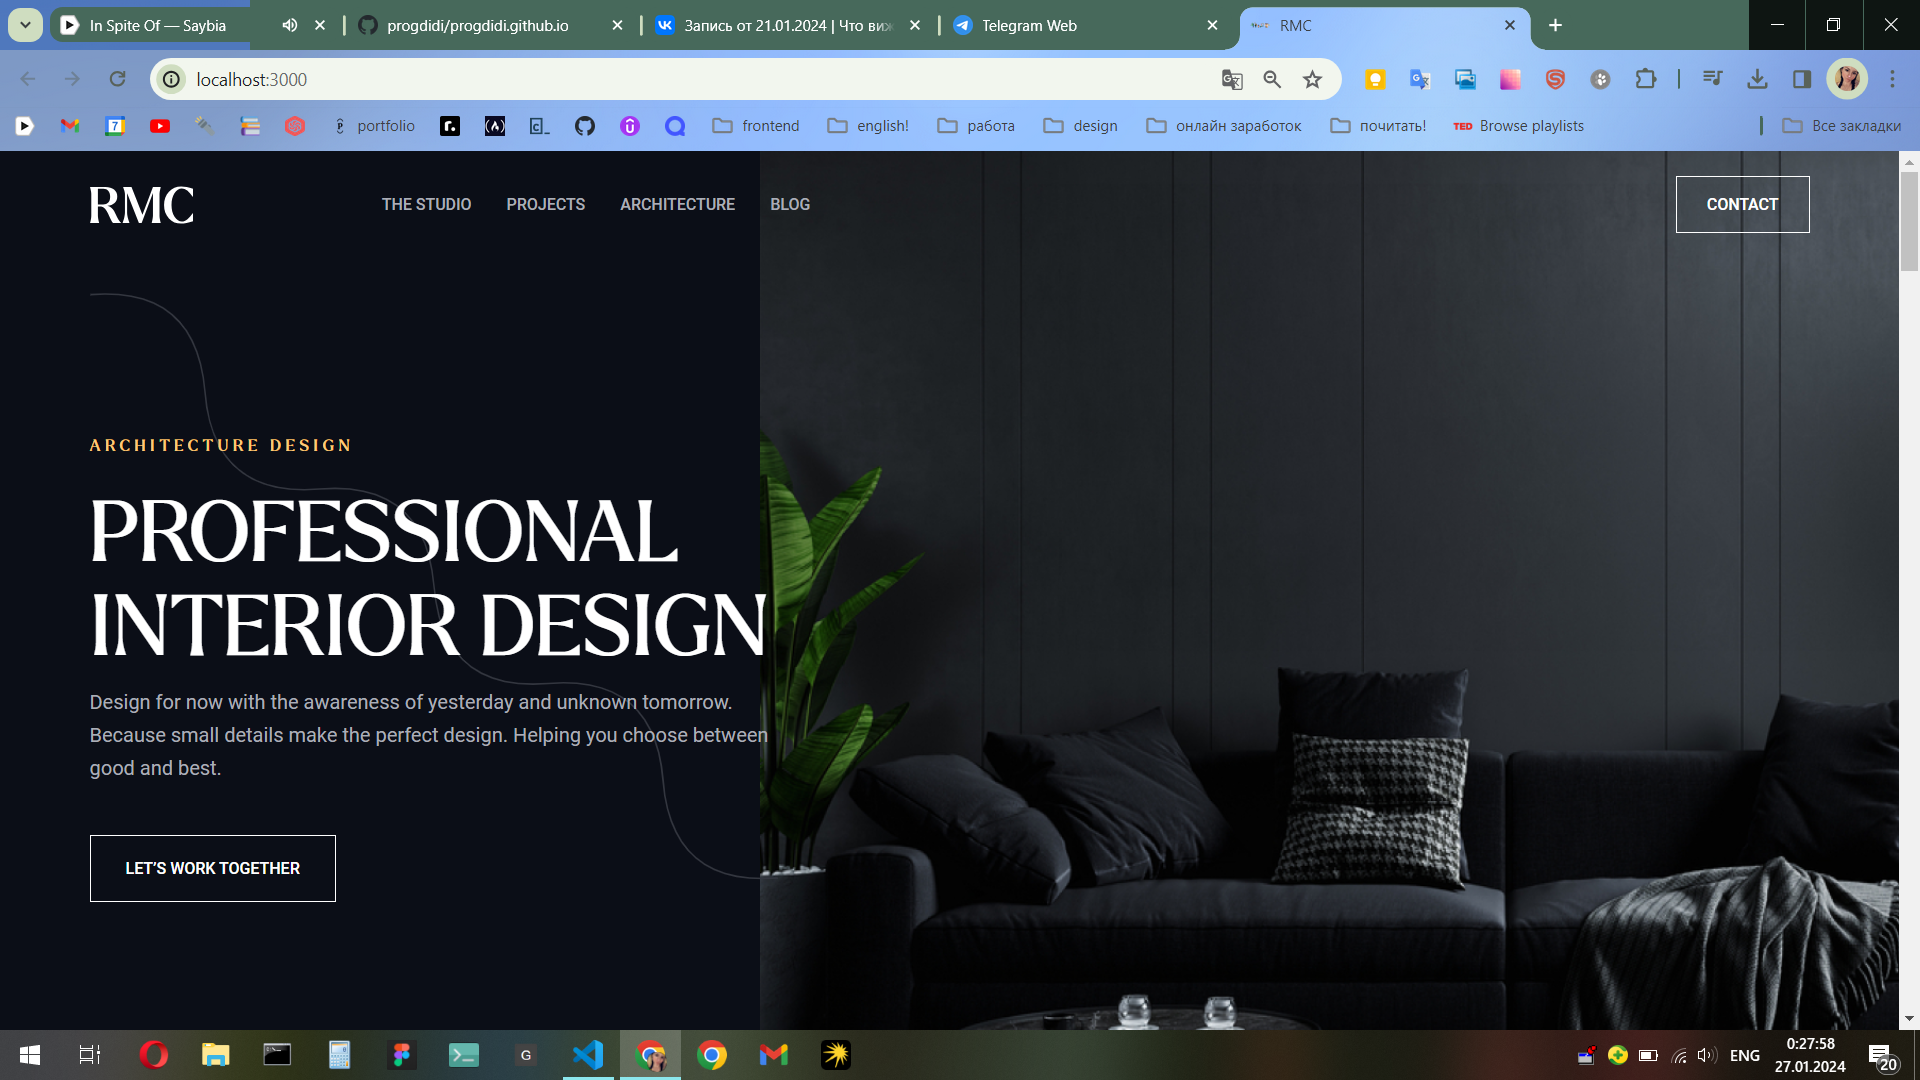 In Spite Of — Saybia
progdidi/progdidi.github.io
Запись от 21.01.2024 | Что виж
Telegram Web
RMC
localhost:3000
portfolio
frontend
english!
работа
design
онлайн заработок
почитать!
TED Browse playlists
Все закладки
RMC
THE STUDIO
PROJECTS
ARCHITECTURE
BLOG
CONTACT
ARCHITECTURE DESIGN
PROFESSIONAL
INTERIOR DESIGN
Design for now with the awareness of yesterday and unknown tomorrow.
Because small details make the perfect design. Helping you choose between
good and best.
LET’S WORK TOGETHER
G
ENG
0:27:58
27.01.2024
20